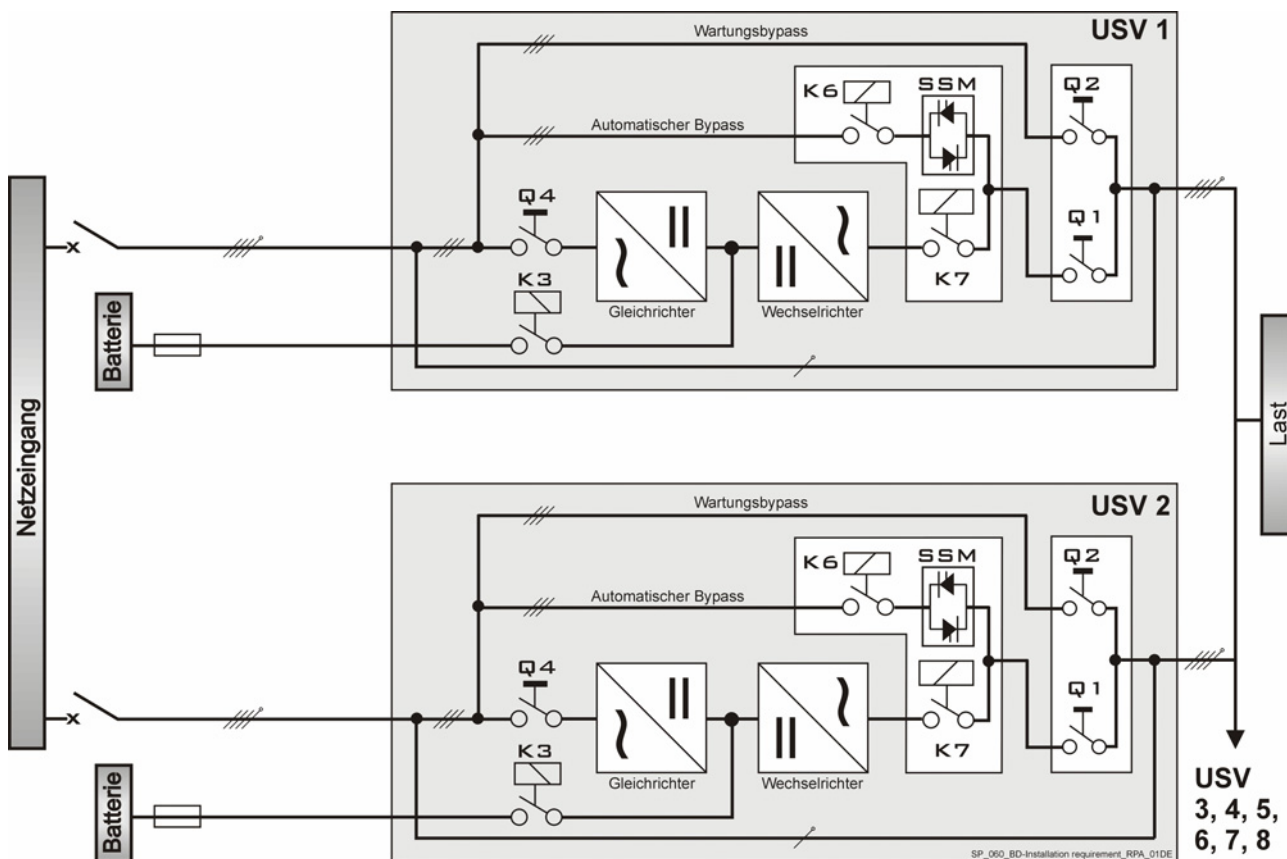 Wartungsbypass
USV 1
K6
SSM
Q2
Automatischer Bypass
Q4
Q1
K3
K7
Gleichrichter
Wechselrichter
Batterie
Netzeingang
Last
Wartungsbypass
USV 2
K6
SSM
Q2
Automatischer Bypass
Q4
Q1
K3
K7
Gleichrichter
Wechselrichter
Batterie
USV
3, 4, 5,
6, 7, 8
SP_060_BD-Installation requirement_RPA_01DE